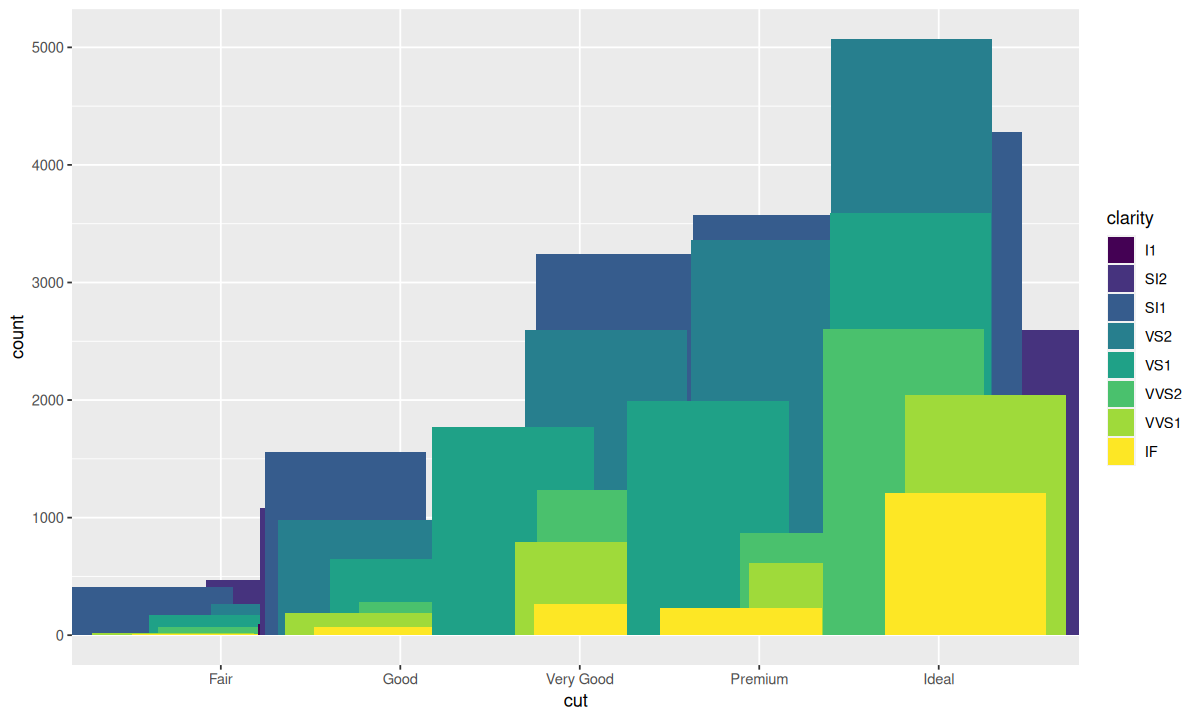 5000
4000
3000
2000
1000
0
count
Fair
Good
Very Good
Premium
Ideal
cut
clarity
I1
SI2
SI1
VS2
VS1
VVS2
VVS1
IF